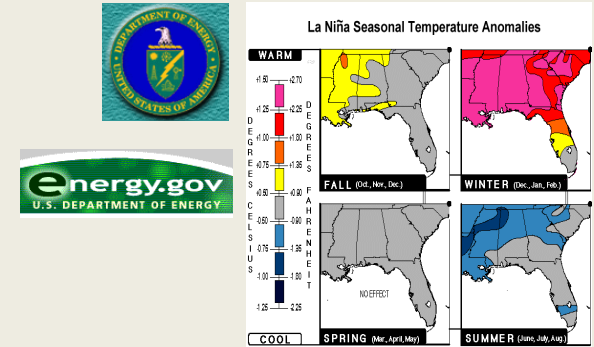 DEPARTMENT OF ENERGY
UNITED STATES OF AMERICA
energy.gov
U.S. DEPARTMENT OF ENERGY
La Niña Seasonal Temperature Anomalies
WARM
+1.50 +2.70
+1.25 +2.25
+1.00 +1.80
+0.75 +1.35
+0.50 +0.90
-0.50 -0.90
-0.75 -1.35
-1.00 -1.80
-1.25 -2.25
DEGREES CELSIUS
DEGREES FAHRENHEIT
COOL
FALL (Oct., Nov., Dec.)
WINTER (Dec., Jan., Feb.)
NO EFFECT
SPRING (Mar., April, May)
SUMMER (June, July, Aug.)